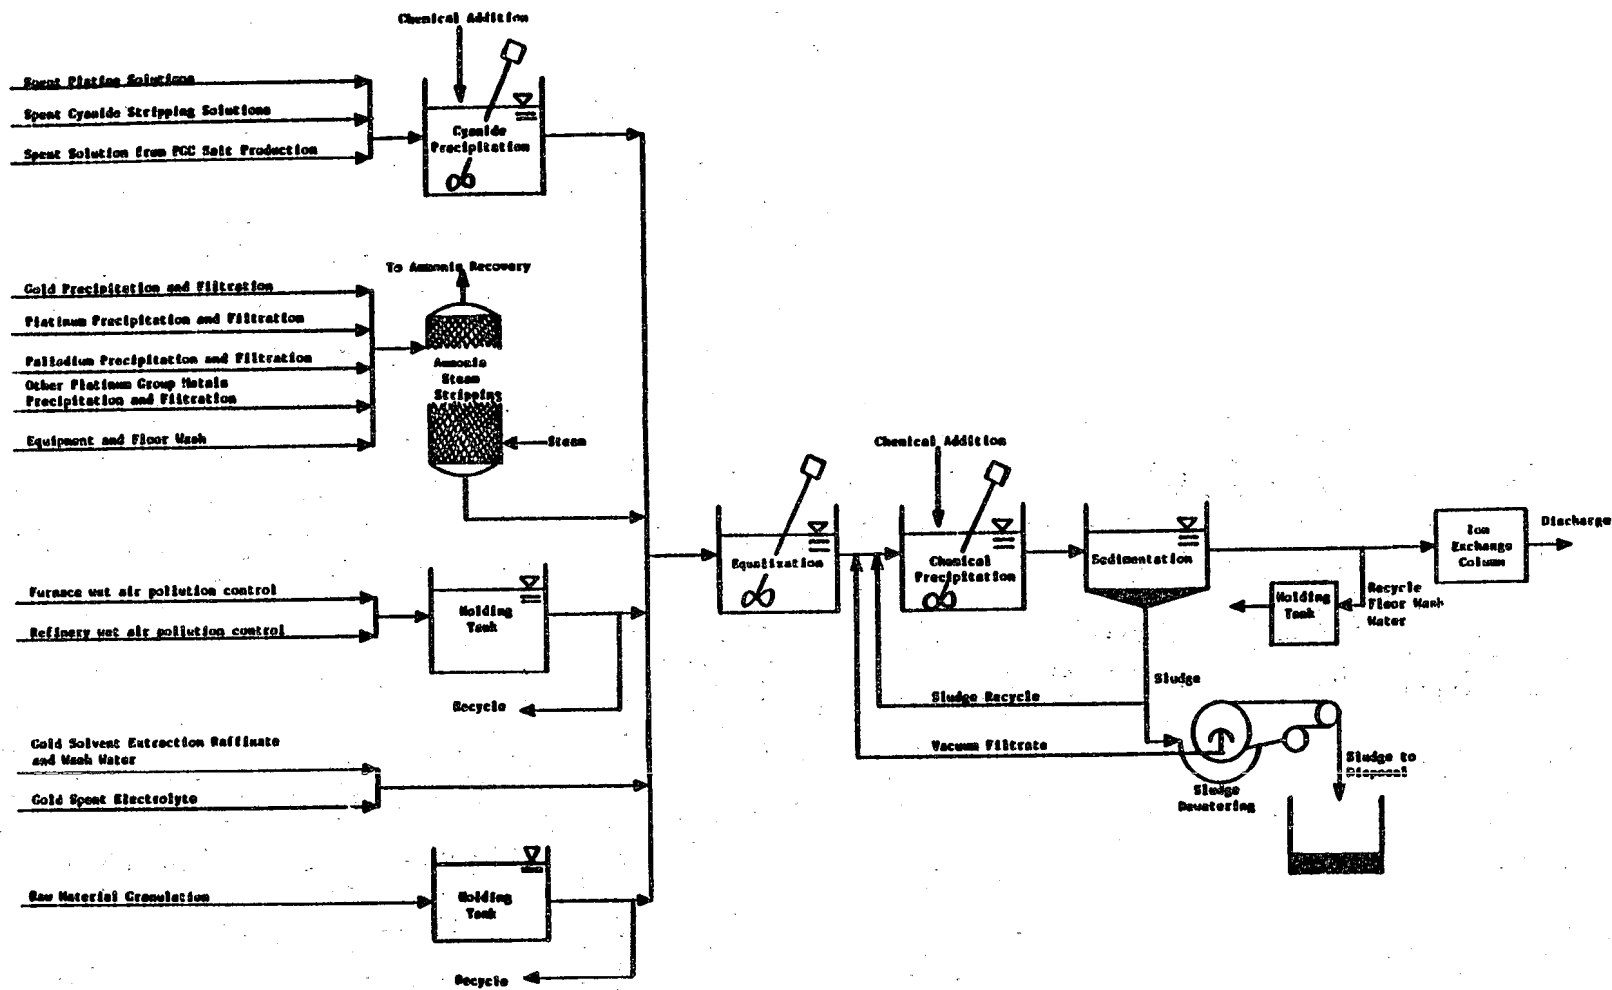 Chemical Addition
Spent Plating Solutions
Spent Cyanide Stripping Solutions
Spent Solution from PGC Salt Production
Cyanide
Precipitation
To Ammonia Recovery
Gold Precipitation and Filtration
Platinum Precipitation and Filtration
Palladium Precipitation and Filtration
Other Platinum Group Metals
Precipitation and Filtration
Equipment and Floor Wash
Ammonia
Steam
Stripping
Steam
Furnace wet air pollution control
Refinery wet air pollution control
Holding
Tank
Recycle
Gold Solvent Extraction Raffinate
and Wash Water
Gold Spent Electrolyte
Raw Material Granulation
Holding
Tank
Recycle
Equalization
Chemical Addition
Chemical
Precipitation
Sedimentation
Ion
Exchange
Column
Discharge
Holding
Tank
Recycle
Floor Wash
Water
Sludge
Sludge Recycle
Vacuum Filtrate
Sludge
Dewatering
Sludge to
Disposal